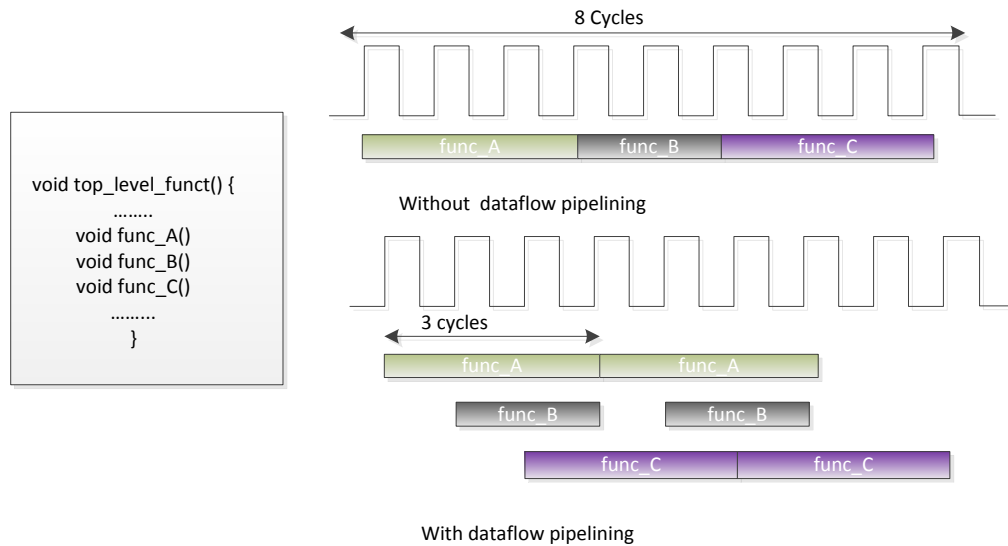 8 Cycles
func_A func_B func_C
Without dataflow pipelining
void top_level_funct() {
........
void func_A()
void func_B()
void func_C()
.........
}
3 cycles
func_A func_A
func_B func_B
func_C func_C
With dataflow pipelining